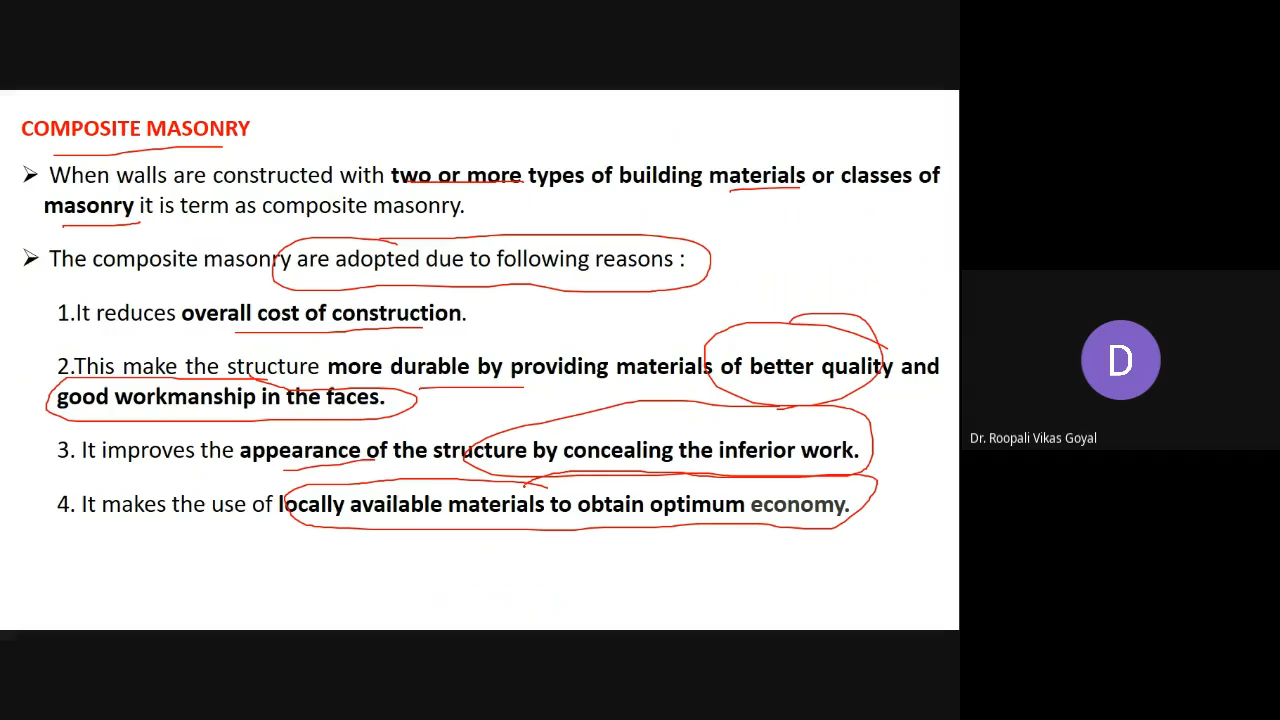 COMPOSITE MASONRY
➢ When walls are constructed with two or more types of building materials or classes of
masonry it is term as composite masonry.
➢ The composite masonry are adopted due to following reasons :
1.It reduces overall cost of construction.
2.This make the structure more durable by providing materials of better quality and
good workmanship in the faces.
3. It improves the appearance of the structure by concealing the inferior work.
4. It makes the use of locally available materials to obtain optimum economy.
D
Dr. Roopali Vikas Goyal